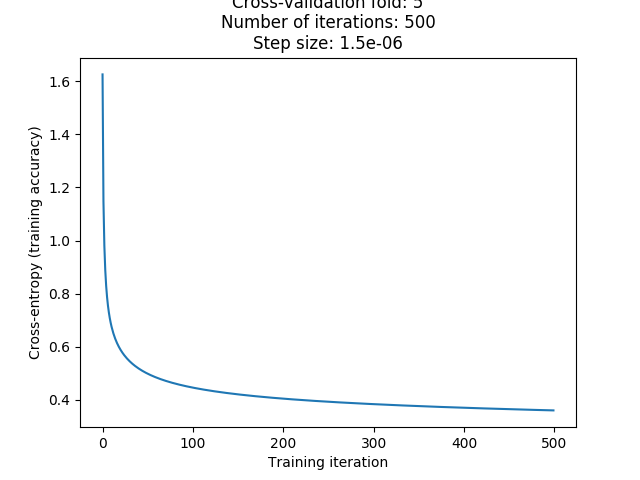 Cross-validation fold: 5
Number of iterations: 500
Step size: 1.5e-06
1.6
1.4
1.2
1.0
0.8
0.6
0.4
Cross-entropy (training accuracy)
0 100 200 300 400 500
Training iteration